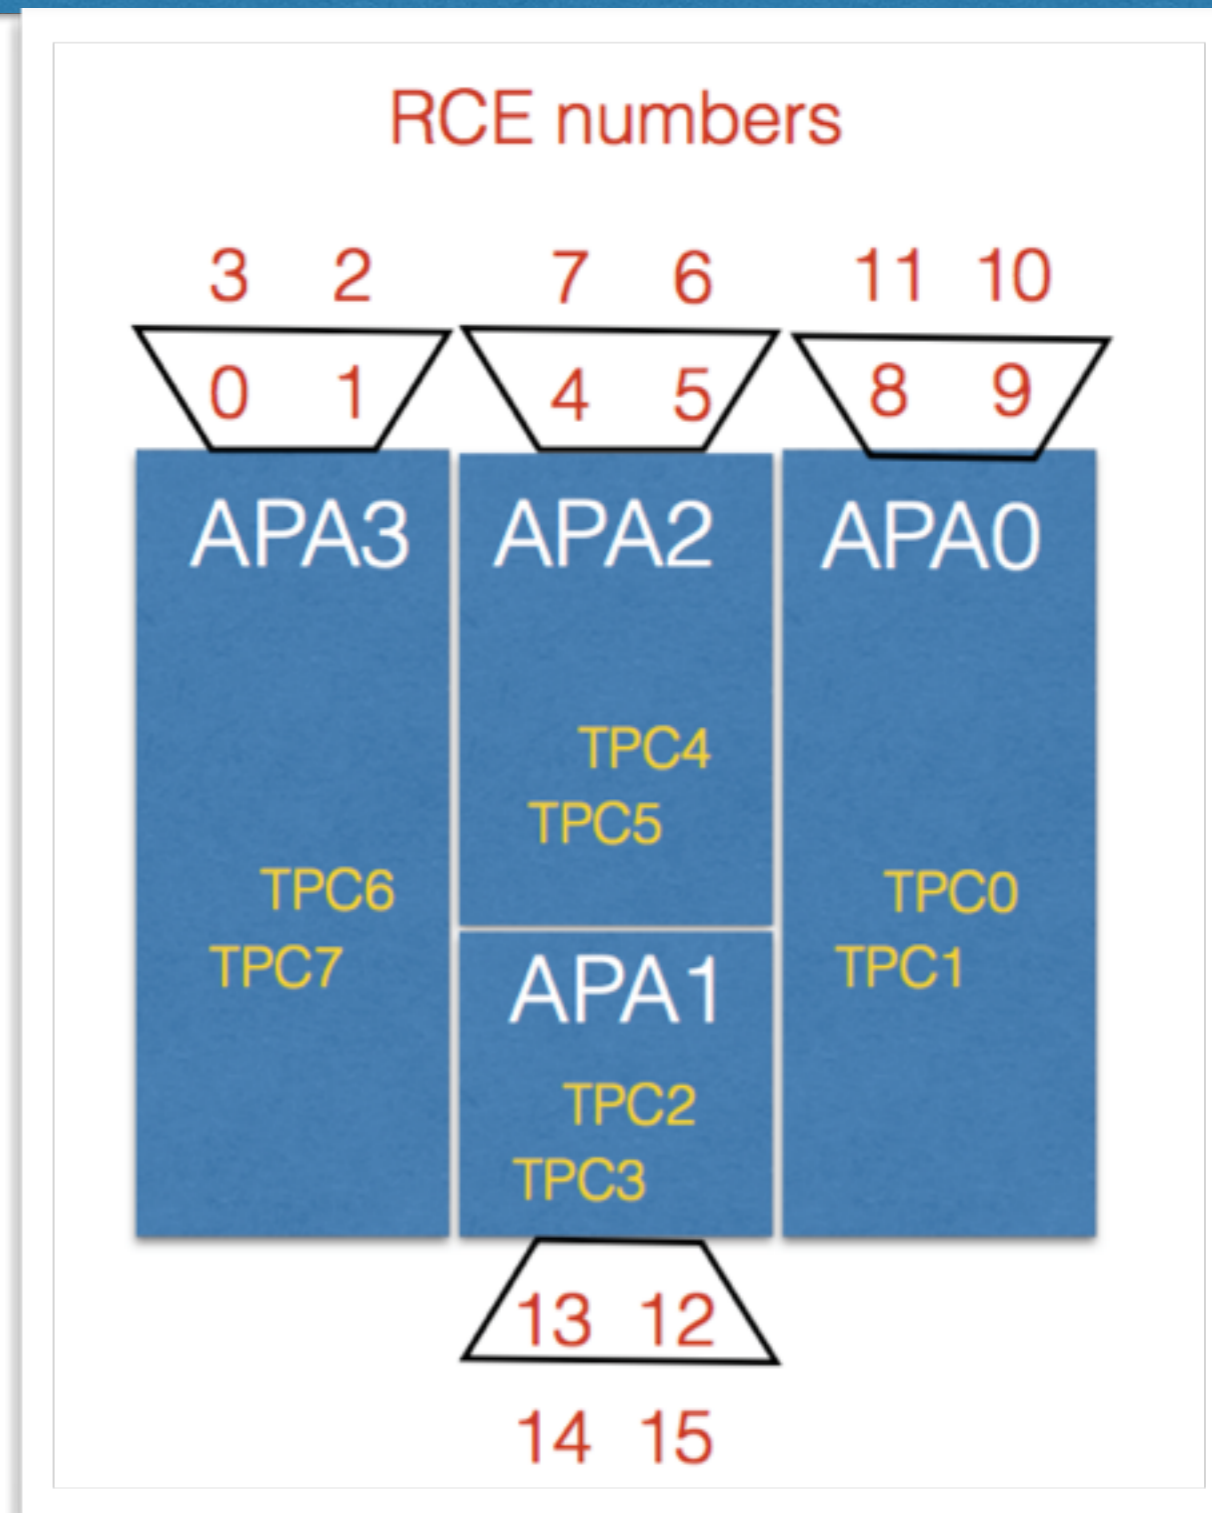 RCE numbers
3 2 7 6 11 10
0 1 4 5 8 9
APA3 APA2 APA0
TPC4
TPC5
TPC6 TPC0
TPC7 TPC1
APA1
TPC2
TPC3
13 12
14 15